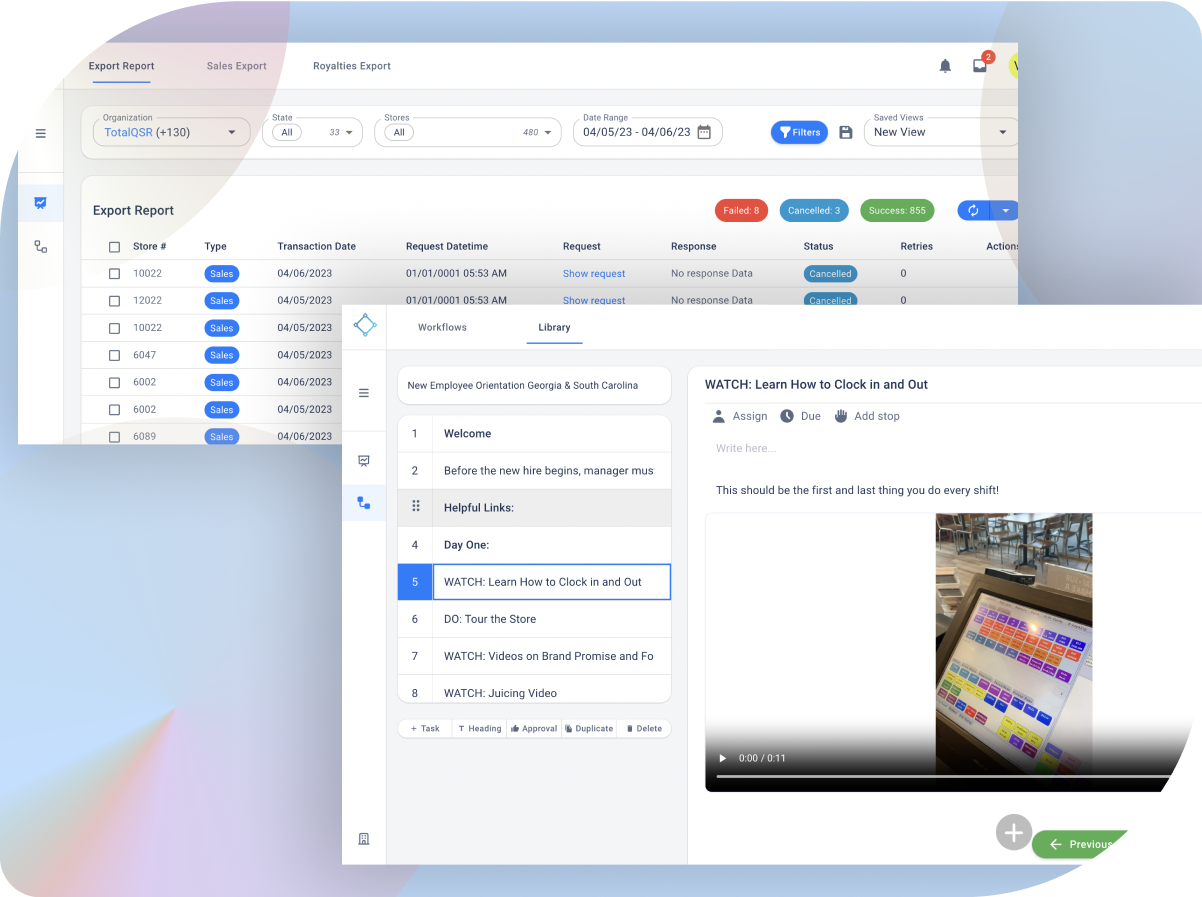 Export Report Sales Export Royalties Export
2
Organization State Stores Date Range Saved Views
TotalQSR (+130) All 33 All 480 04/05/23 - 04/06/23 Filters New View
Export Report Failed: 8 Cancelled: 3 Success: 855
Store # Type Transaction Date Request Datetime Request Response Status Retries Actions
10022 Sales 04/06/2023 01/01/0001 05:53 AM Show request No response Data Cancelled 0
12022 Sales 04/05/2023 01/01/0001 05:53 AM Show request No response Data Cancelled 0
10022 Sales 04/05/2023
6047 Sales 04/05/2023
6002 Sales 04/06/2023
6002 Sales 04/05/2023
6089 Sales 04/06/2023
Workflows Library
New Employee Orientation Georgia & South Carolina
1 Welcome
2 Before the new hire begins, manager mus
Helpful Links:
4 Day One:
5 WATCH: Learn How to Clock in and Out
6 DO: Tour the Store
7 WATCH: Videos on Brand Promise and Fo
8 WATCH: Juicing Video
+ Task Heading Approval Duplicate Delete
WATCH: Learn How to Clock in and Out
Assign Due Add stop
Write here...
This should be the first and last thing you do every shift!
0:00 / 0:11
Previous